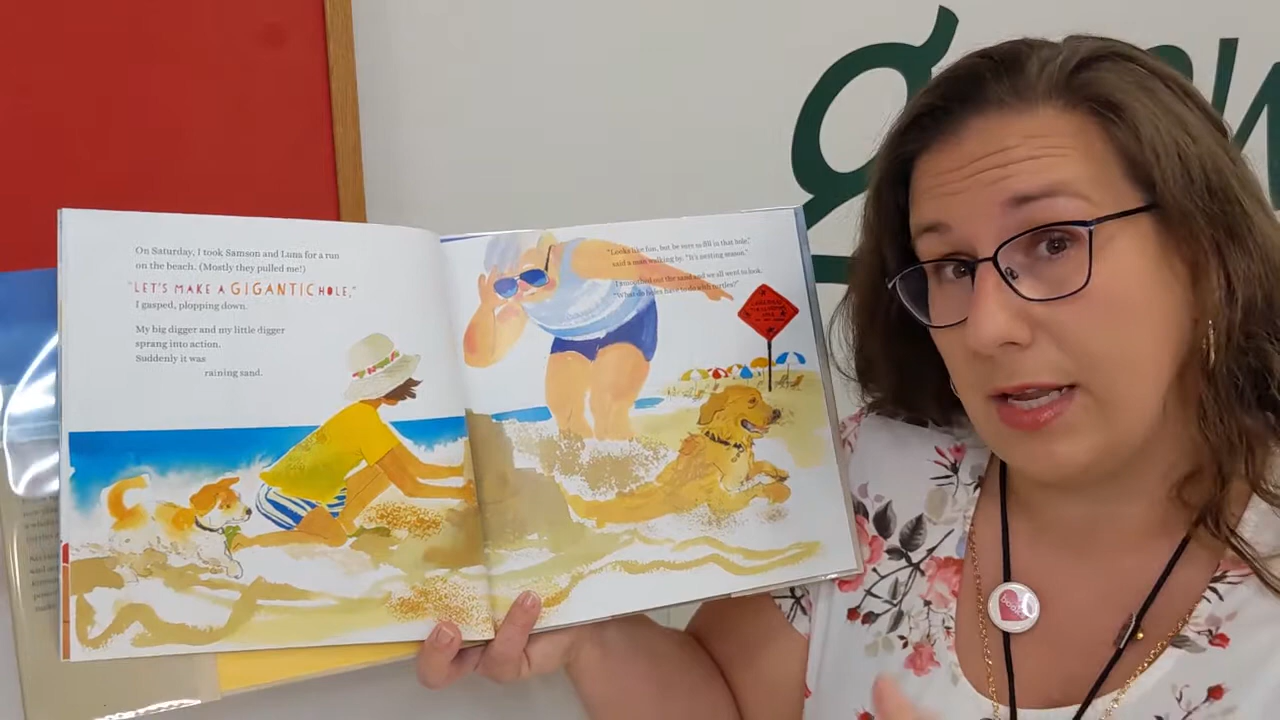 On Saturday, I took Samson and Luna for a run
on the beach. (Mostly they pulled me!)
"LET'S MAKE A GIGANTIC HOLE,"
I gasped, plopping down.
My big digger and my little digger
sprang into action.
Suddenly it was
raining sand.
"Looks like fun, but be sure to fill in that hole,"
said a man walking by. "It's nesting season."
I smoothed out the sand and we all went to look.
"What do holes have to do with turtles?"